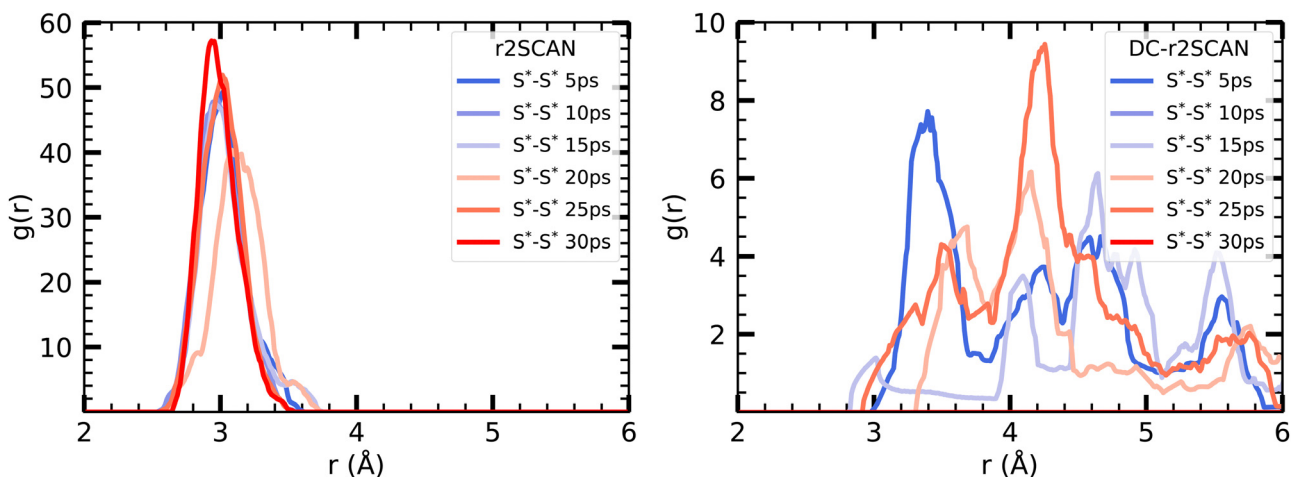 r2SCAN
S*-S* 5ps
S*-S* 10ps
S*-S* 15ps
S*-S* 20ps
S*-S* 25ps
S*-S* 30ps
60
50
40
30
20
10
g(r)
2
3
4
5
6
r (Å)
DC-r2SCAN
S*-S* 5ps
S*-S* 10ps
S*-S* 15ps
S*-S* 20ps
S*-S* 25ps
S*-S* 30ps
10
8
6
4
2
g(r)
2
3
4
5
6
r (Å)